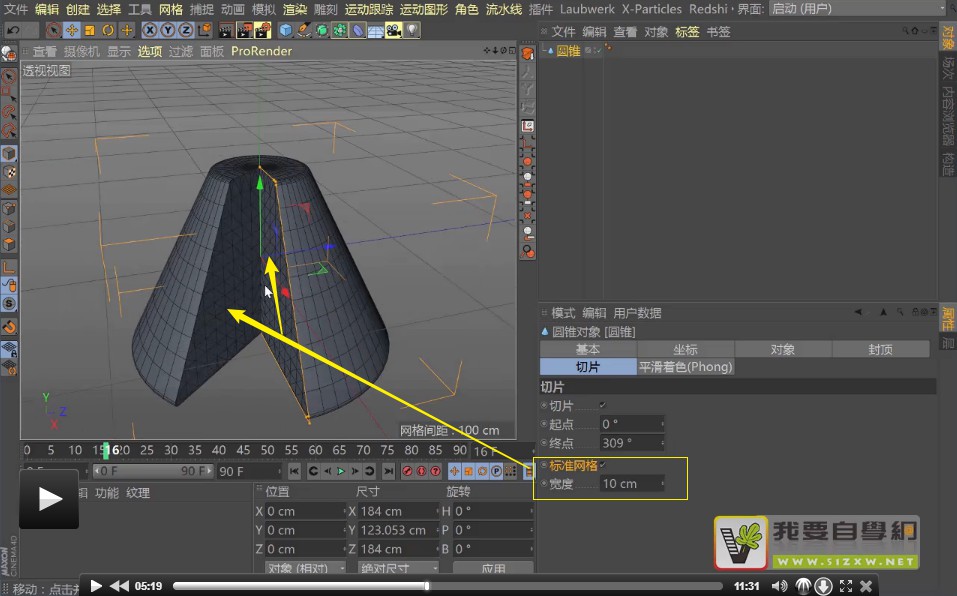 文件 编辑 创建 选择 工具 网格 捕捉 动画 模拟 渲染 雕刻 运动跟踪 运动图形 角色 流水线 插件 Laubwerk X-Particles Redshi 界面: 启动 (用户)
查看 摄像机 显示 选项 过滤 面板 ProRender
透视视图
文件 编辑 查看 对象 标签 书签
圆锥
对象
场次
内容浏览器
构造
Y
Z
X
网格间距 : 100 cm
模式 编辑 用户数据
圆锥对象 [圆锥]
基本 坐标 对象 封顶
切片 平滑着色(Phong)
切片
切片
起点 0 °
终点 309 °
标准网格
宽度 10 cm
属性
层
0 5 10 15 16 20 25 30 35 40 45 50 55 60 65 70 75 80 85 90 16 F
0 F 90 F 90 F
功能 纹理
位置 尺寸 旋转
X 0 cm X 184 cm H 0 °
Y 0 cm Y 123.053 cm P 0 °
Z 0 cm Z 184 cm B 0 °
对象 (相对) 绝对尺寸 应用
我要自學網
WWW.51ZXW.NET
MAXON
CINEMA 4D
移动 : 点击并
05:19 11:31